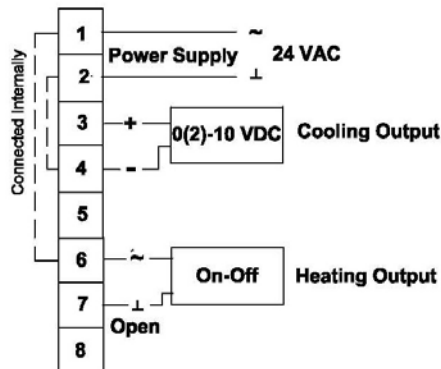 1 ~
Power Supply 24 VAC
2 ⊥
Connected Internally
3 +
0(2)-10 VDC Cooling Output
4 -
5
6 ~
On-Off Heating Output
7 ⊥
Open
8